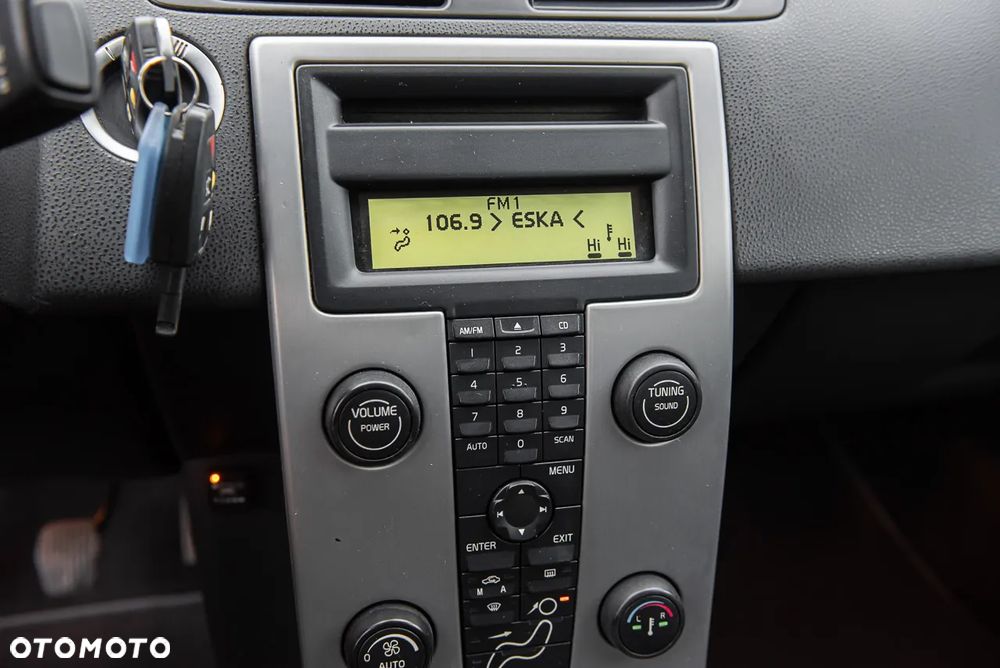 FM1
106.9 > ESKA <
Hi Hi
AM/FM CD
1 2 3
4 5 6
7 8 9
AUTO 0 SCAN
VOLUME
POWER
TUNING
SOUND
MENU
ENTER EXIT
M A
L R
0 AUTO
OTOMOTO